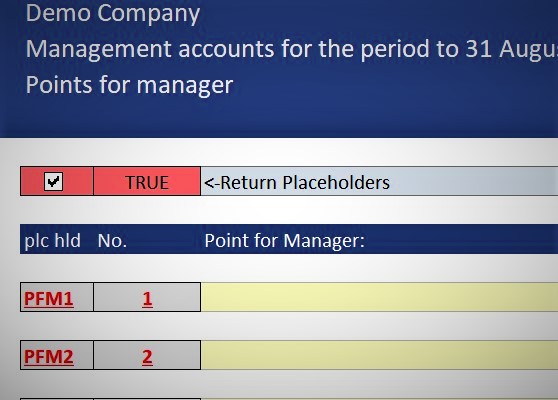 Demo Company
Management accounts for the period to 31
Points for manager
TRUE <-Return Placeholders
plc hld No. Point for Manager:
PFM1 1
PFM2 2